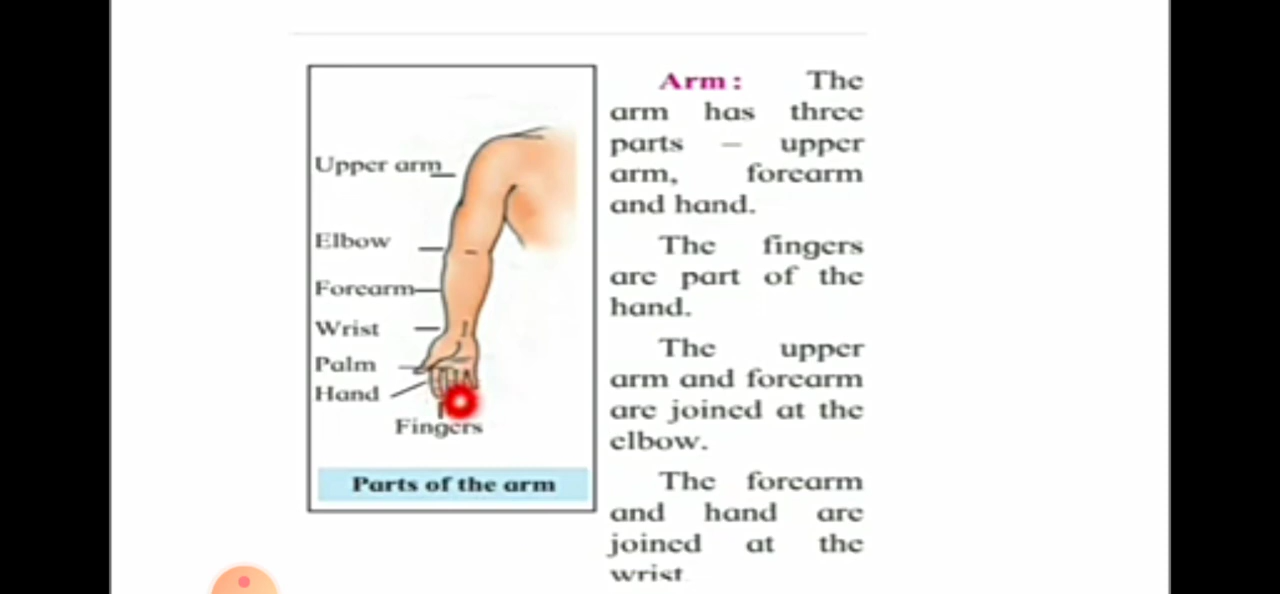 Upper arm
Elbow
Forearm
Wrist
Palm
Hand
Fingers
Parts of the arm
Arm : The
arm has three
parts – upper
arm, forearm
and hand.
The fingers
are part of the
hand.
The upper
arm and forearm
are joined at the
elbow.
The forearm
and hand are
joined at the
wrist